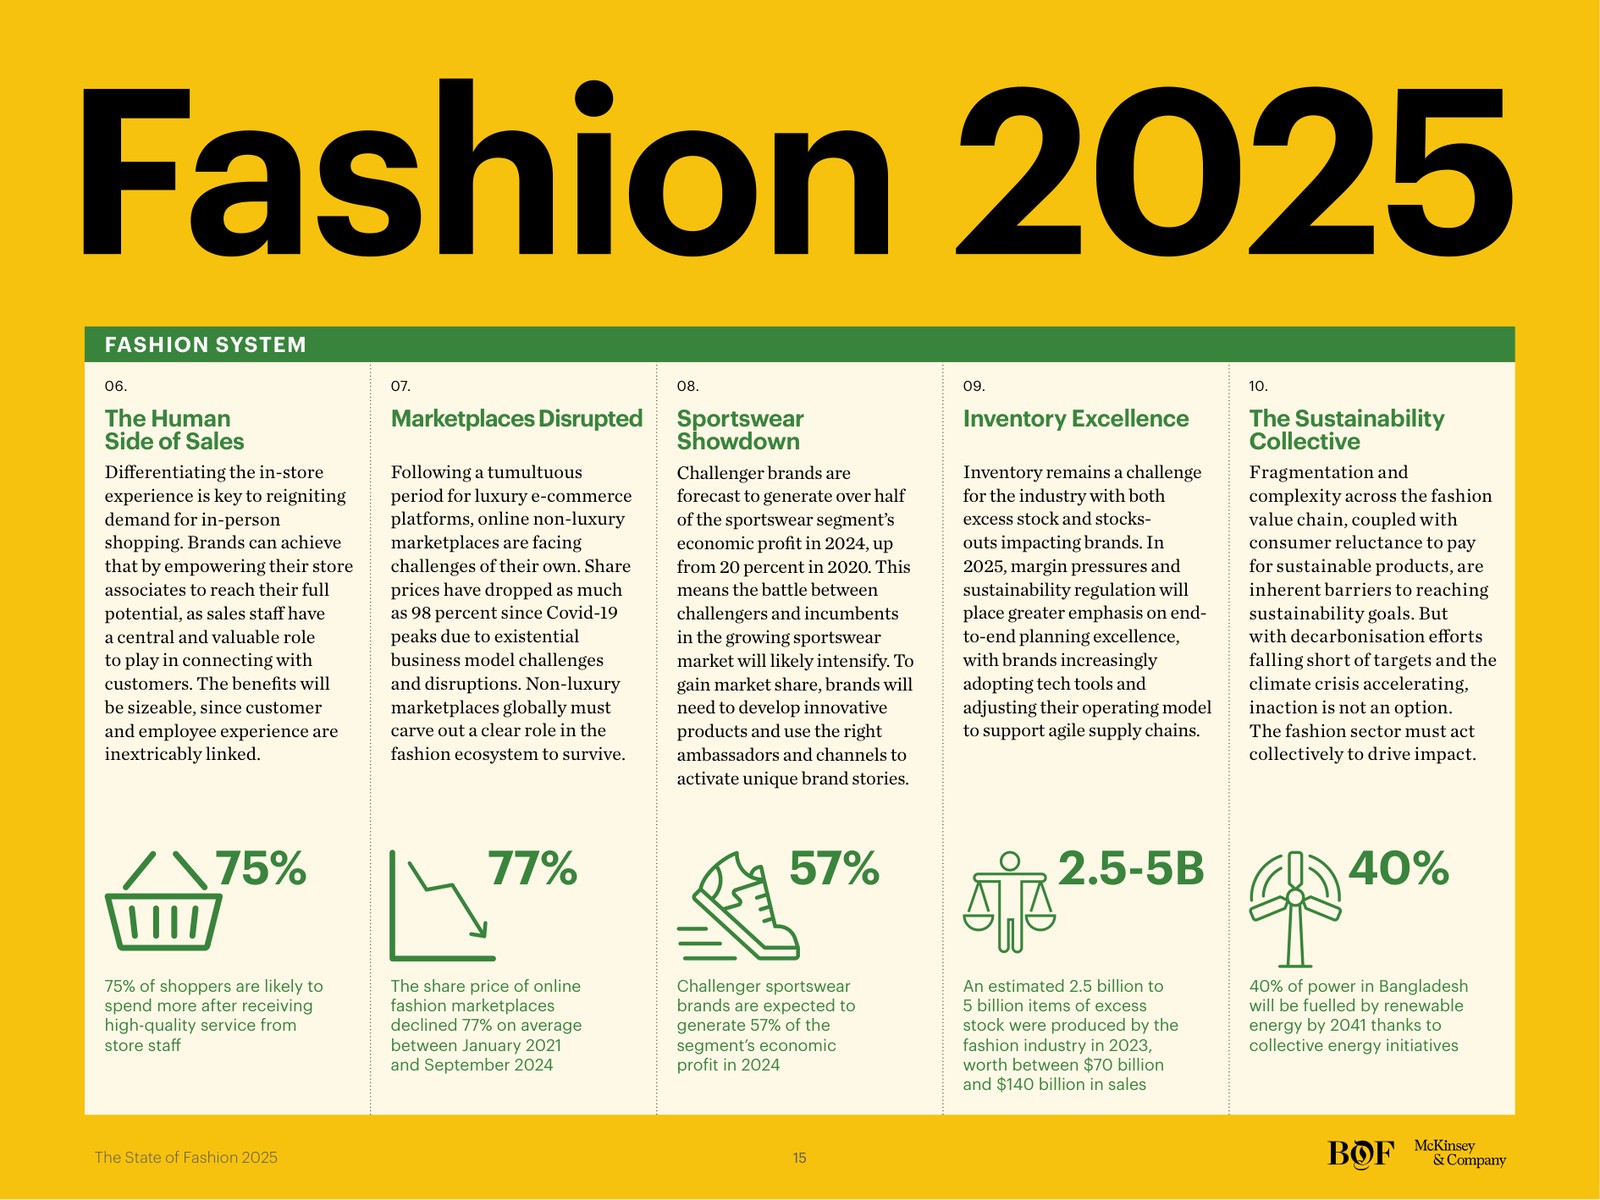 Fashion 2025
FASHION SYSTEM
06.
The Human
Side of Sales
Differentiating the in-store
experience is key to reigniting
demand for in-person
shopping. Brands can achieve
that by empowering their store
associates to reach their full
potential, as sales staff have
a central and valuable role
to play in connecting with
customers. The benefits will
be sizeable, since customer
and employee experience are
inextricably linked.
75%
75% of shoppers are likely to
spend more after receiving
high-quality service from
store staff
07.
Marketplaces Disrupted
Following a tumultuous
period for luxury e-commerce
platforms, online non-luxury
marketplaces are facing
challenges of their own. Share
prices have dropped as much
as 98 percent since Covid-19
peaks due to existential
business model challenges
and disruptions. Non-luxury
marketplaces globally must
carve out a clear role in the
fashion ecosystem to survive.
77%
The share price of online
fashion marketplaces
declined 77% on average
between January 2021
and September 2024
08.
Sportswear
Showdown
Challenger brands are
forecast to generate over half
of the sportswear segment's
economic profit in 2024, up
from 20 percent in 2020. This
means the battle between
challengers and incumbents
in the growing sportswear
market will likely intensify. To
gain market share, brands will
need to develop innovative
products and use the right
ambassadors and channels to
activate unique brand stories.
57%
Challenger sportswear
brands are expected to
generate 57% of the
segment's economic
profit in 2024
09.
Inventory Excellence
Inventory remains a challenge
for the industry with both
excess stock and stocks-
outs impacting brands. In
2025, margin pressures and
sustainability regulation will
place greater emphasis on end-
to-end planning excellence,
with brands increasingly
adopting tech tools and
adjusting their operating model
to support agile supply chains.
2.5-5B
An estimated 2.5 billion to
5 billion items of excess
stock were produced by the
fashion industry in 2023,
worth between $70 billion
and $140 billion in sales
10.
The Sustainability
Collective
Fragmentation and
complexity across the fashion
value chain, coupled with
consumer reluctance to pay
for sustainable products, are
inherent barriers to reaching
sustainability goals. But
with decarbonisation efforts
falling short of targets and the
climate crisis accelerating,
inaction is not an option.
The fashion sector must act
collectively to drive impact.
40%
40% of power in Bangladesh
will be fuelled by renewable
energy by 2041 thanks to
collective energy initiatives
The State of Fashion 2025
15
BOF
McKinsey
& Company